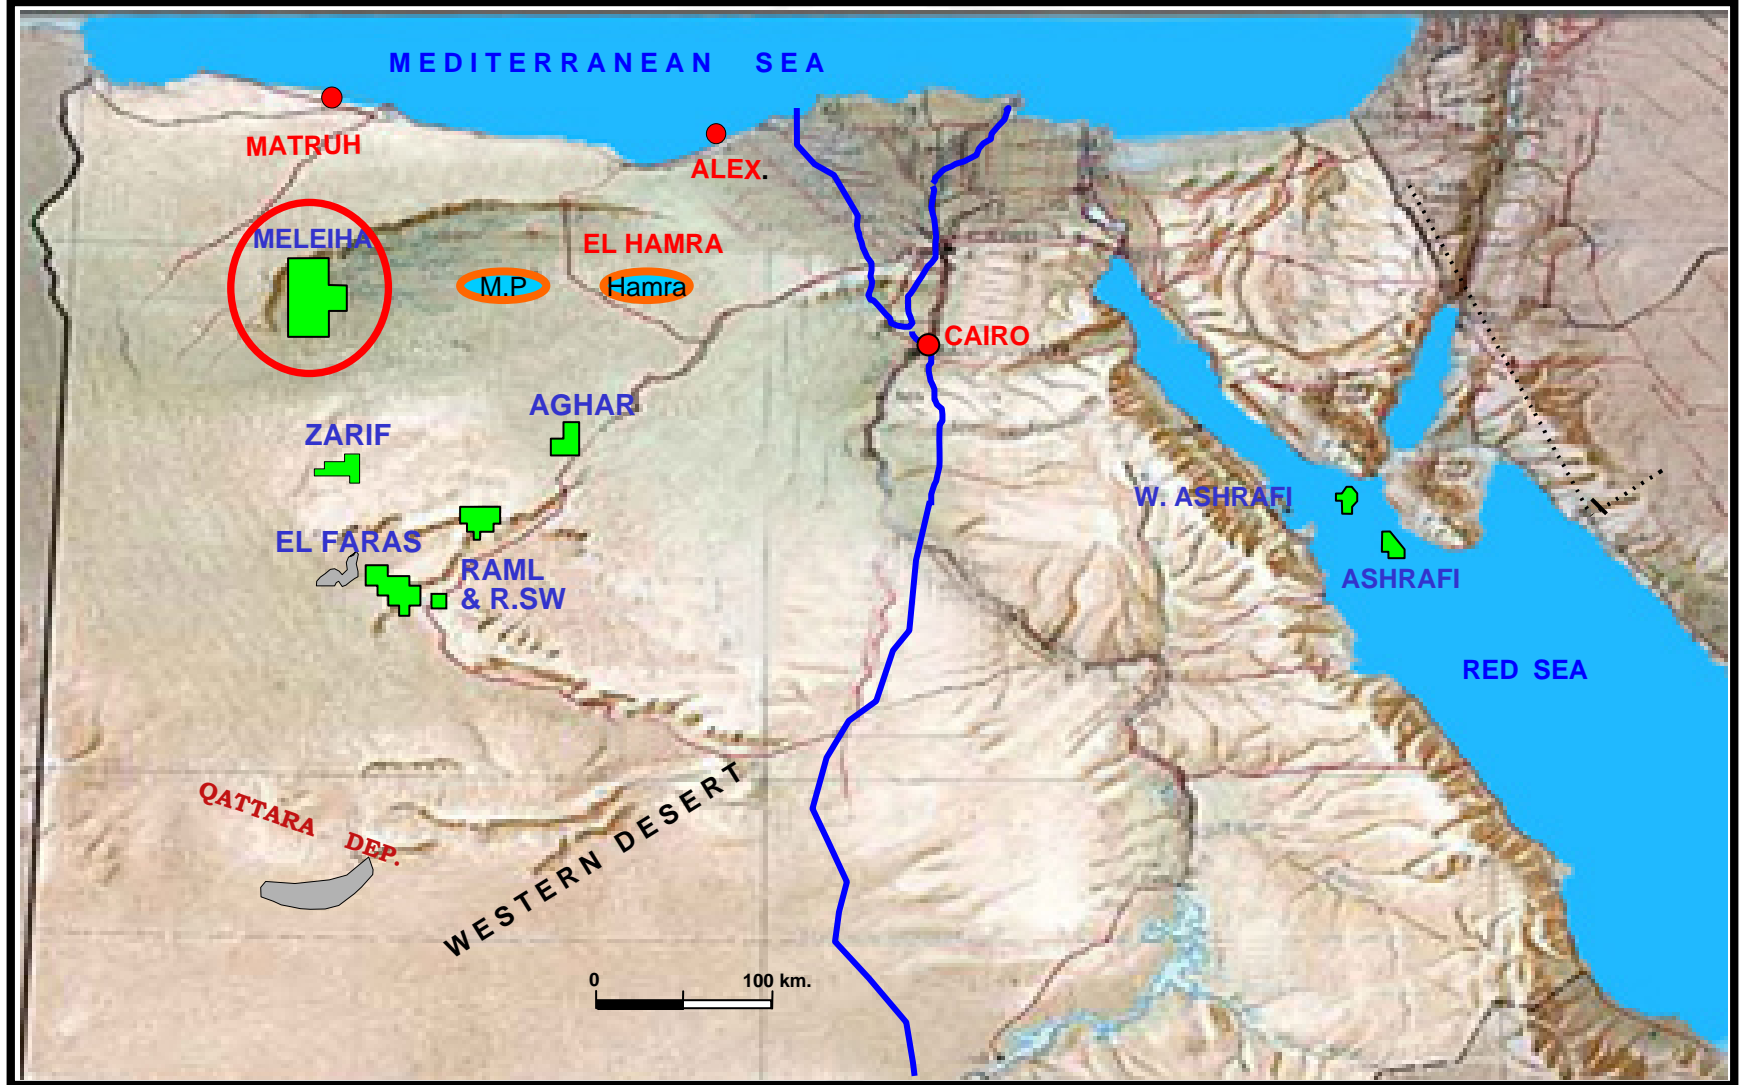 MEDITERRANEAN SEA
MATRUH
ALEX.
MELEIHA
EL HAMRA
M.P
Hamra
CAIRO
AGHAR
ZARIF
W. ASHRAFI
EL FARAS
RAML
& R.SW
ASHRAFI
RED SEA
QATTARA DEP.
WESTERN DESERT
0 100 km.